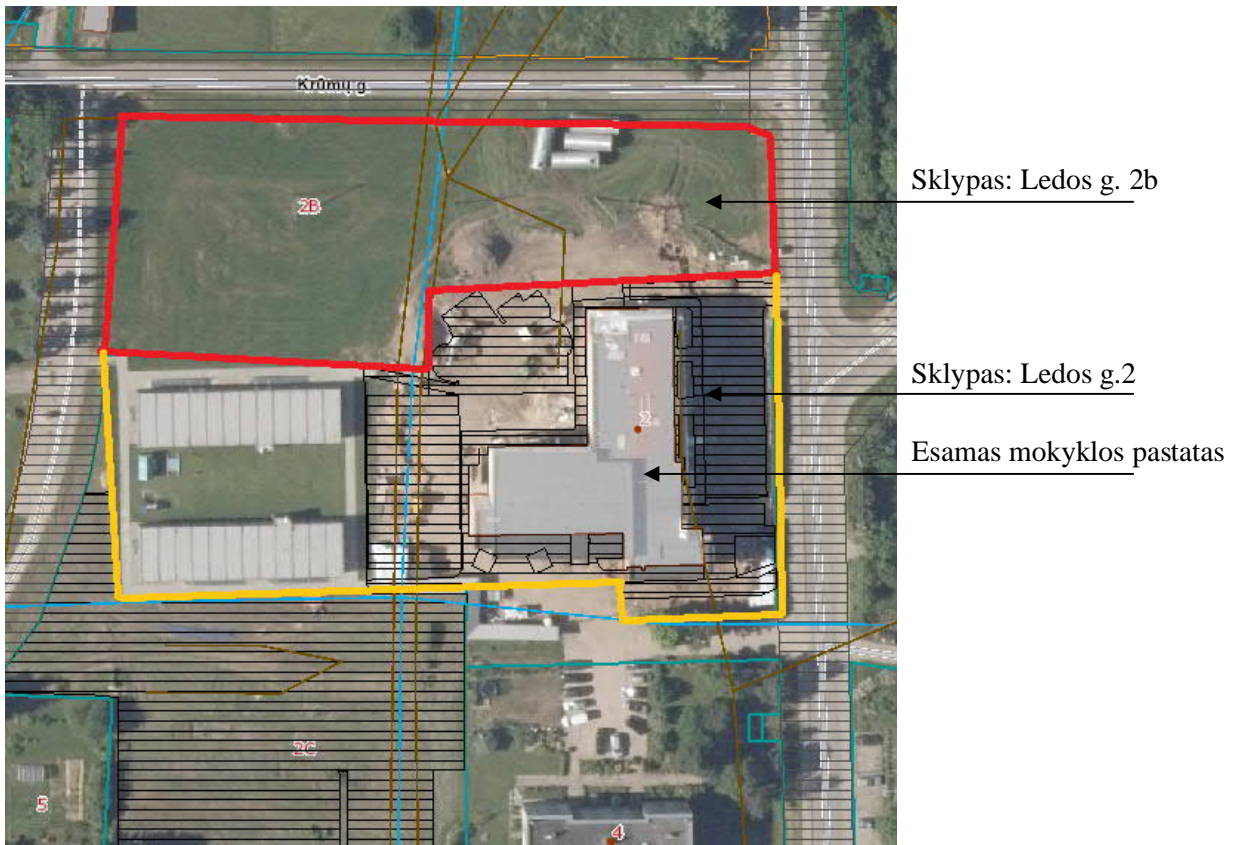 Krūmų g.
Sklypas: Ledos g. 2b
2B
Sklypas: Ledos g.2
2
Esamas mokyklos pastatas
2C
5
4